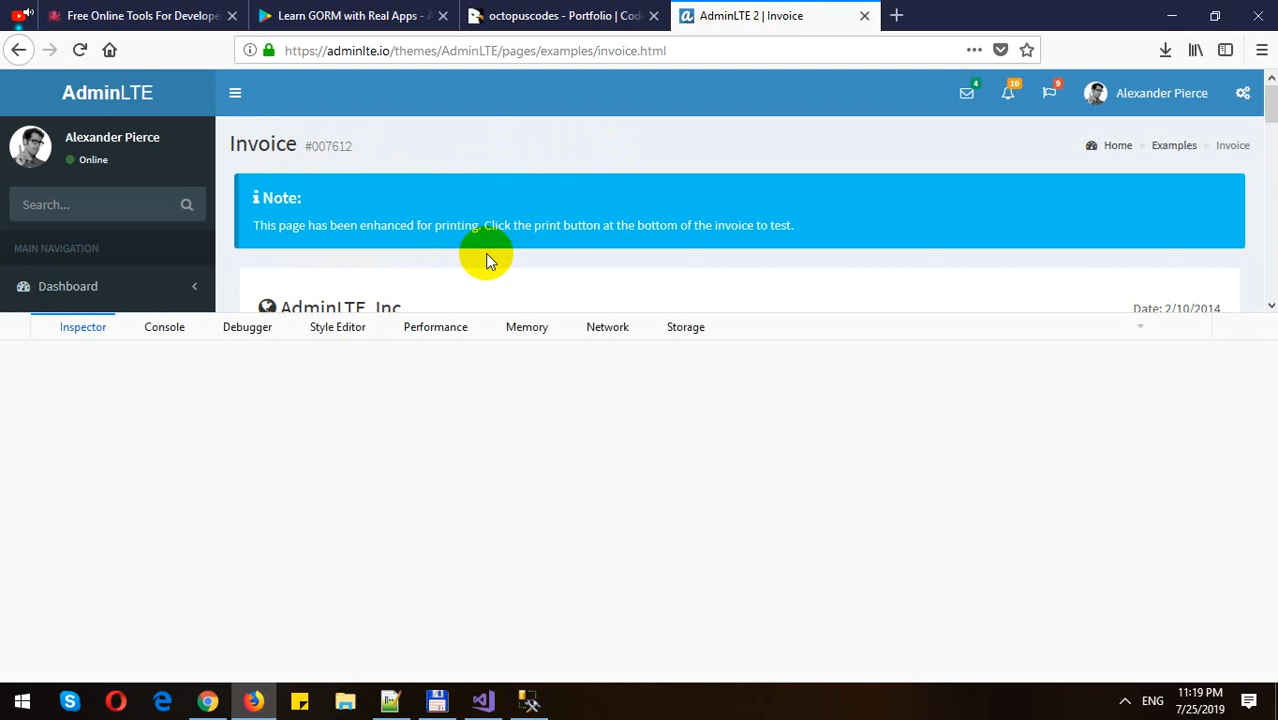 Free Online Tools For Develope
Learn GORM with Real Apps - A
octopuscodes - Portfolio | Cod
AdminLTE 2 | Invoice
https://adminlte.io/themes/AdminLTE/pages/examples/invoice.html
AdminLTE
4
10
9
Alexander Pierce
Alexander Pierce
Online
Invoice #007612
Home > Examples > Invoice
Search...
Note:
This page has been enhanced for printing. Click the print button at the bottom of the invoice to test.
MAIN NAVIGATION
Dashboard
AdminLTE, Inc.
Date: 2/10/2014
Inspector Console Debugger Style Editor Performance Memory Network Storage
ENG
11:19 PM
7/25/2019